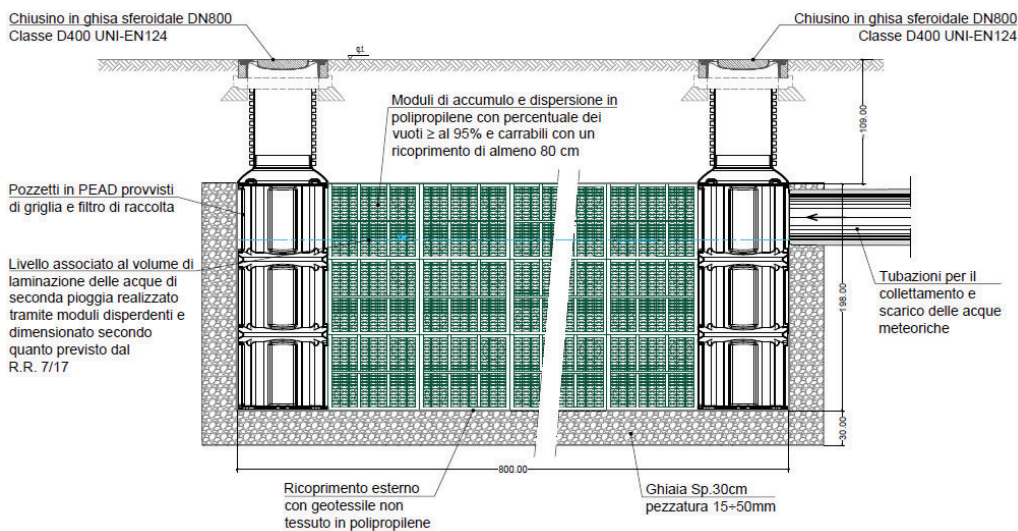 Chiusino in ghisa sferoidale DN800
Classe D400 UNI-EN124
Chiusino in ghisa sferoidale DN800
Classe D400 UNI-EN124
q.t.
Moduli di accumulo e dispersione in
polipropilene con percentuale dei
vuoti ≥ al 95% e carrabili con un
ricoprimento di almeno 80 cm
109.00
Pozzetti in PEAD provvisti
di griglia e filtro di raccolta
Livello associato al volume di
laminazione delle acque di
seconda pioggia realizzato
tramite moduli disperdenti e
dimensionato secondo
quanto previsto dal
R.R. 7/17
Tubazioni per il
collettamento e
scarico delle acque
meteoriche
198.00
30.00
800.00
Ricoprimento esterno
con geotessile non
tessuto in polipropilene
Ghiaia Sp.30cm
pezzatura 15÷50mm